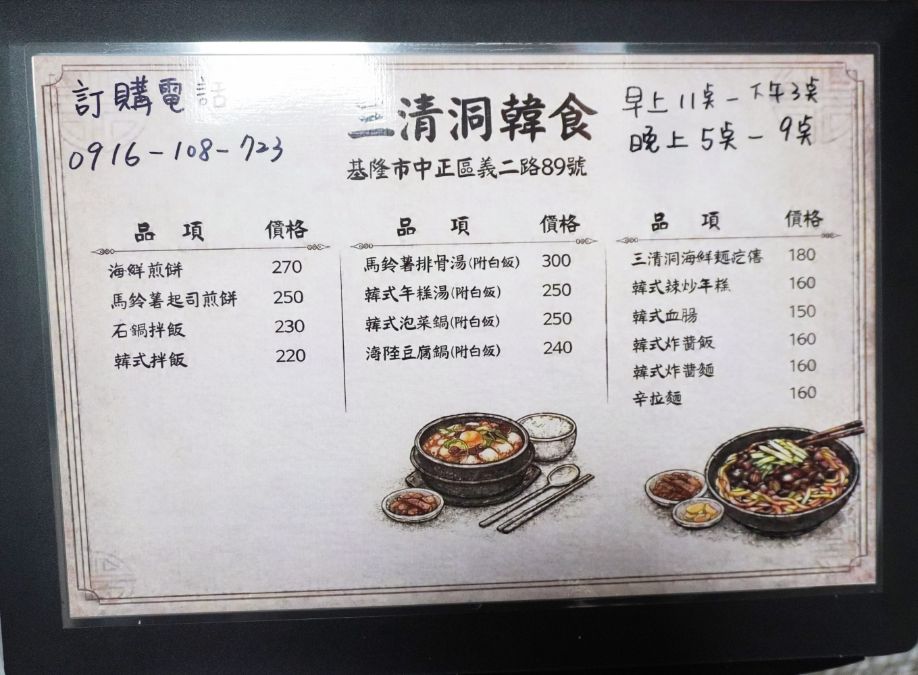 訂購電話
0916-108-723
三清洞韓食
基隆市中正區義二路89號
早上11桌-下午3桌
晚上5桌-9桌
品項 價格
海鮮煎餅 270
馬鈴薯起司煎餅 250
石鍋拌飯 230
韓式拌飯 220
品項 價格
馬鈴薯排骨湯(附白飯) 300
韓式年糕湯(附白飯) 250
韓式泡菜鍋(附白飯) 250
海陸豆腐鍋(附白飯) 240
品項 價格
三清洞海鮮麵疙瘩 180
韓式辣炒年糕 160
韓式血腸 150
韓式炸醬飯 160
韓式炸醬麵 160
辛拉麵 160